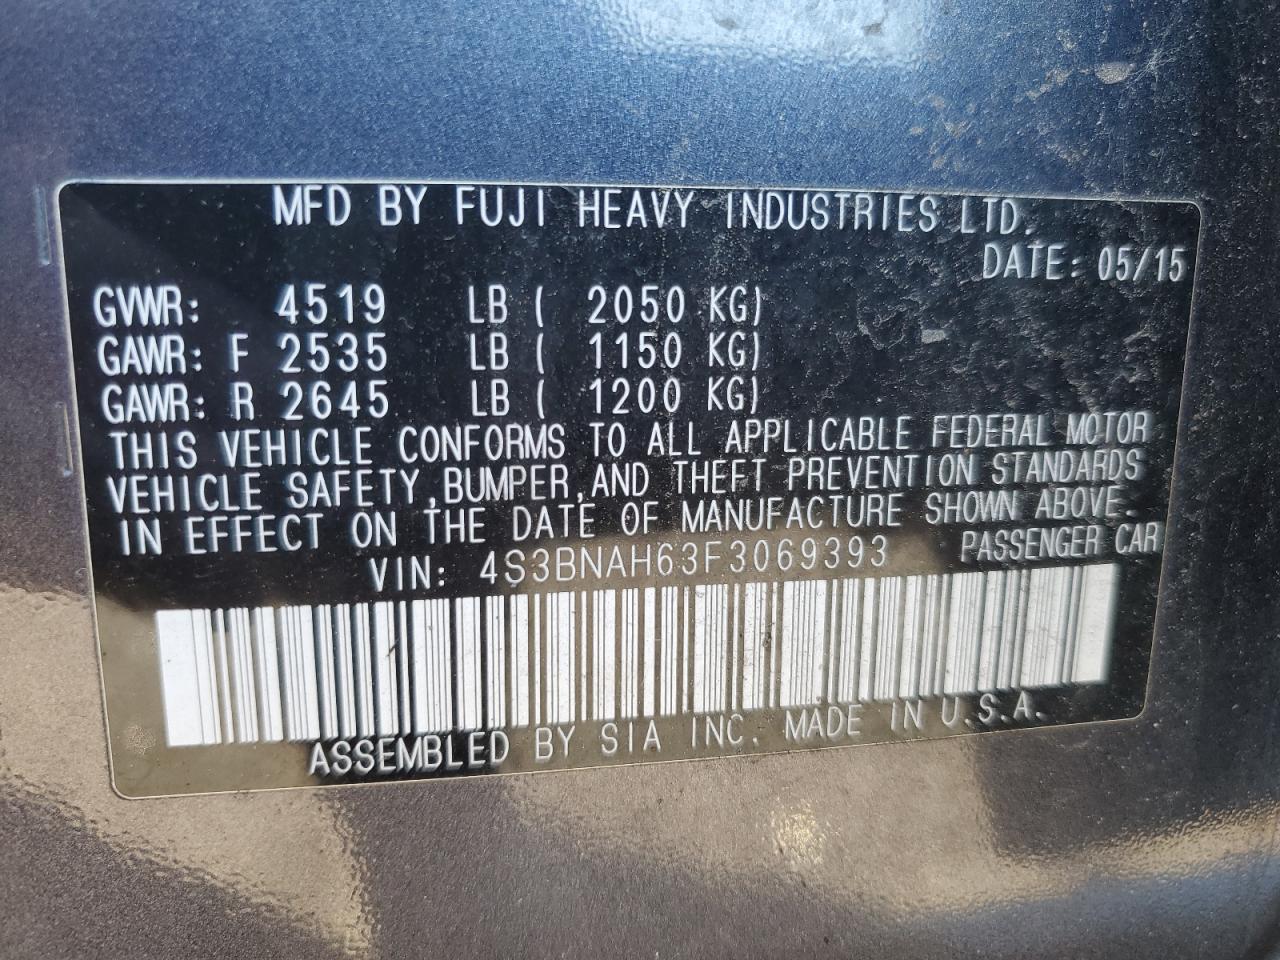 MFD BY FUJI HEAVY INDUSTRIES LTD.
DATE: 05/15
GVWR: 4519 LB ( 2050 KG)
GAWR: F 2535 LB ( 1150 KG)
GAWR: R 2645 LB ( 1200 KG)
THIS VEHICLE CONFORMS TO ALL APPLICABLE FEDERAL MOTOR
VEHICLE SAFETY,BUMPER,AND THEFT PREVENTION STANDARDS
IN EFFECT ON THE DATE OF MANUFACTURE SHOWN ABOVE.
VIN: 4S3BNAH63F3069393 PASSENGER CAR
ASSEMBLED BY SIA INC. MADE IN U.S.A.